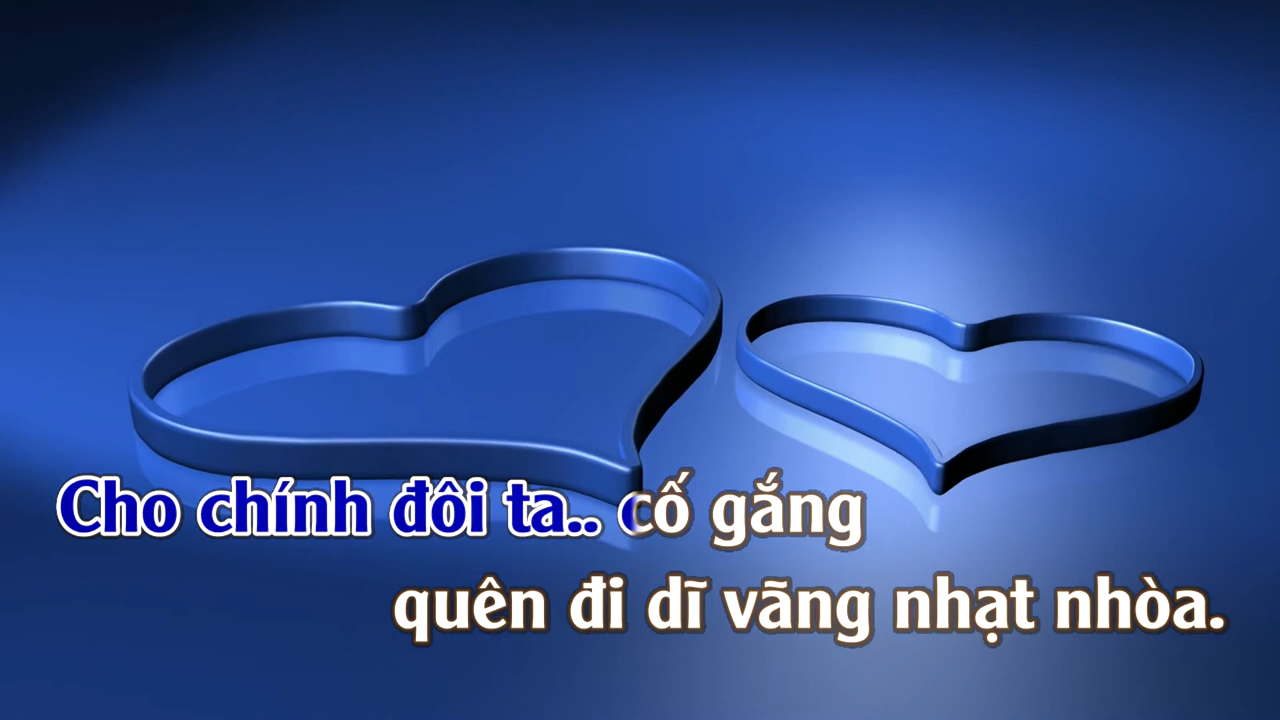 Cho chính đôi ta.. cố gắng
quên đi dĩ vãng nhạt nhòa.